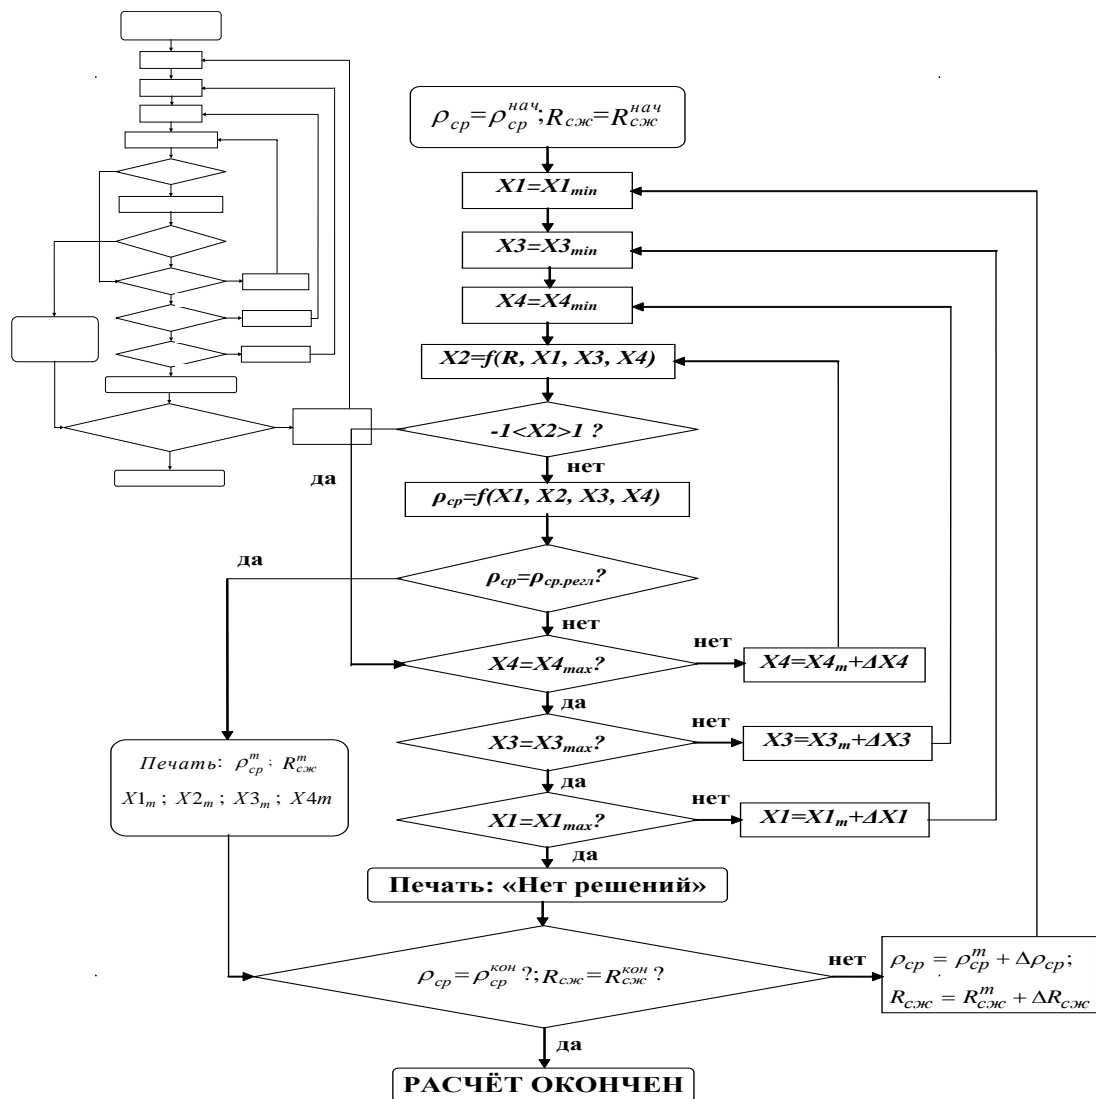 ρср=ρср^нач;Rсж=Rсж^нач
X1=X1min
X3=X3min
X4=X4min
X2=f(R, X1, X3, X4)
-1<X2>1 ?
да
нет
ρср=f(X1, X2, X3, X4)
да
ρср=ρср.регл?
нет
X4=X4max?
нет
X4=X4m+ΔX4
да
X3=X3max?
нет
X3=X3m+ΔX3
Печать: ρср^m ; Rсж^m
X1m ; X2m ; X3m ; X4m
да
X1=X1max?
нет
X1=X1m+ΔX1
да
Печать: «Нет решений»
ρср=ρср^кон ?;Rсж=Rсж^кон ?
нет
ρср = ρср^m + Δρср;
Rсж = Rсж^m + ΔRсж
да
РАСЧЁТ ОКОНЧЕН